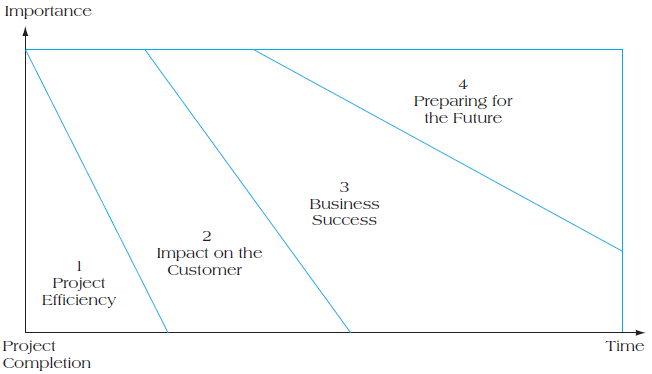 Importance
4
Preparing for
the Future
3
Business
Success
2
Impact on the
Customer
1
Project
Efficiency
Project
Completion
Time